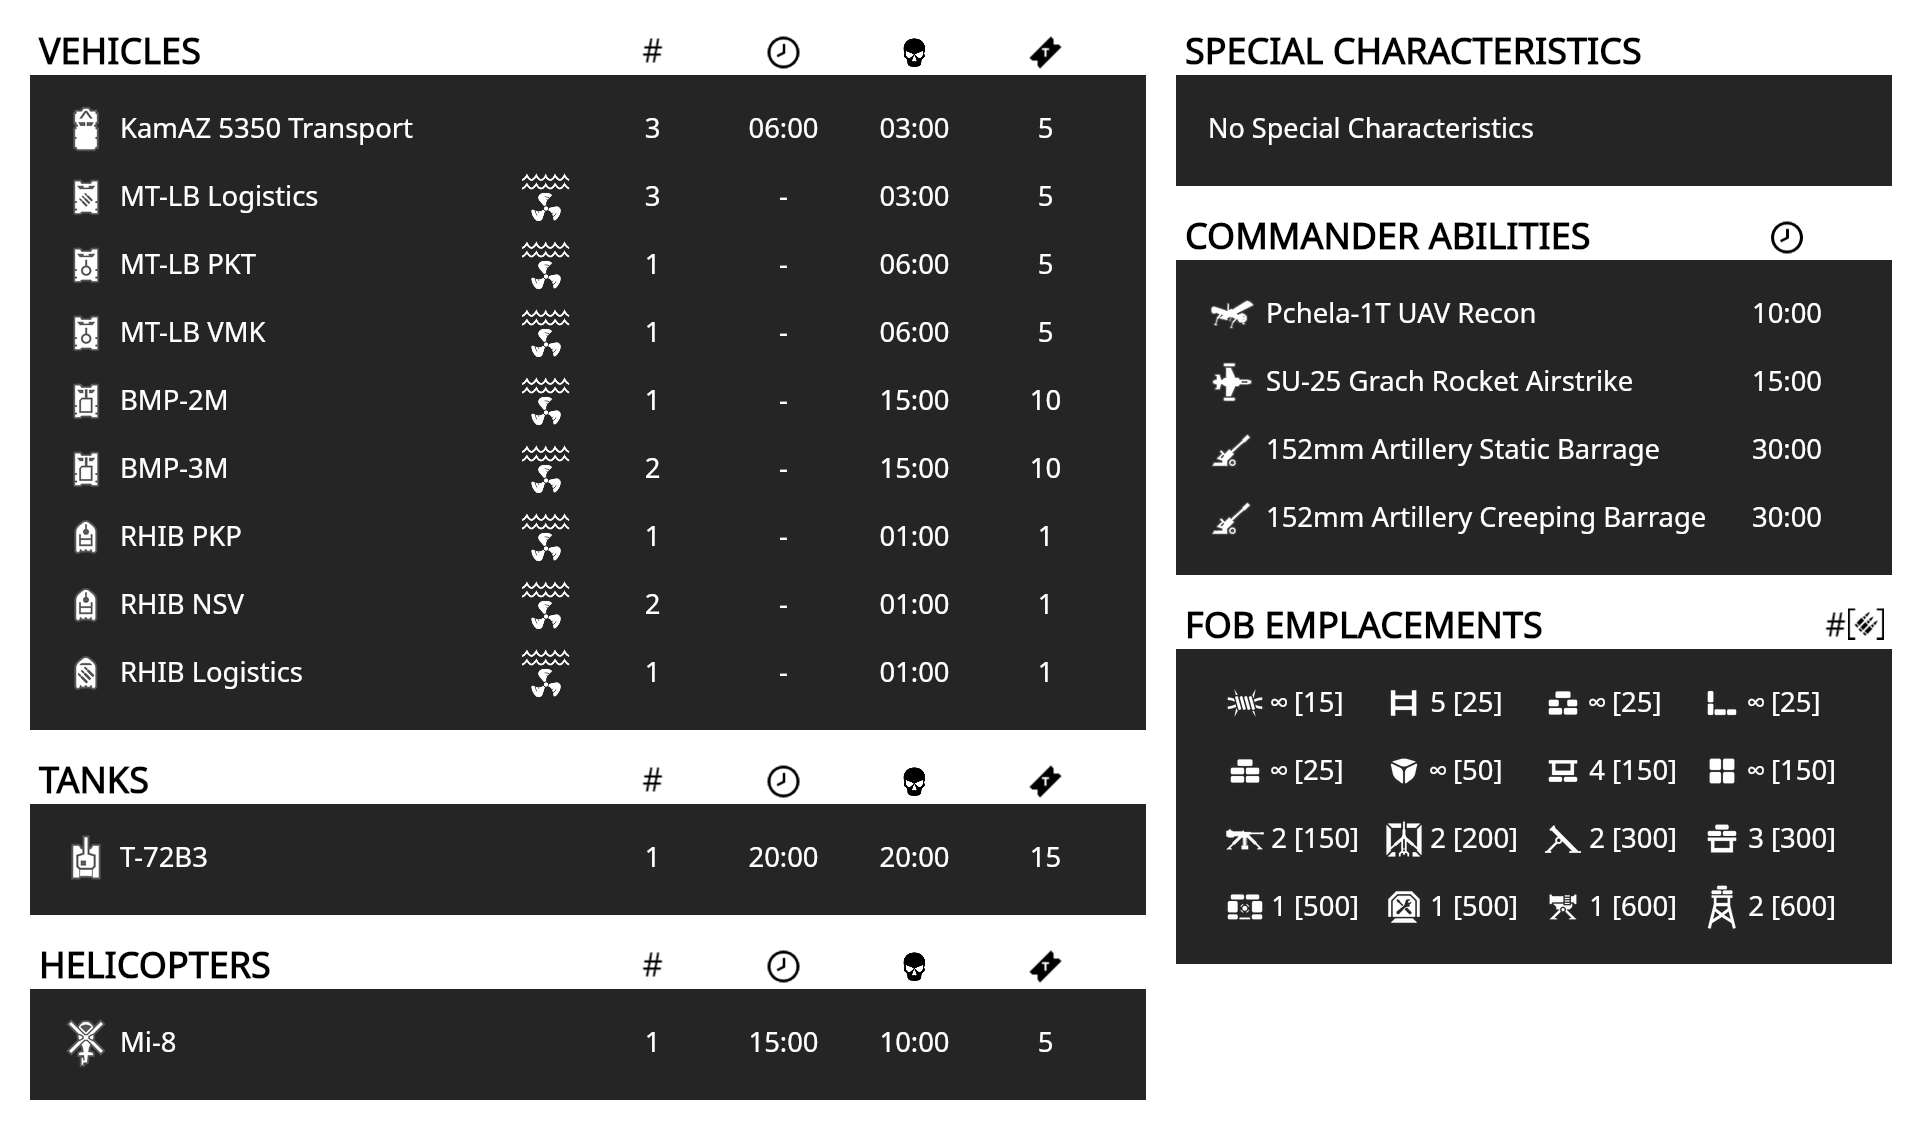 VEHICLES #
KamAZ 5350 Transport 3 06:00 03:00 5
MT-LB Logistics 3 - 03:00 5
MT-LB PKT 1 - 06:00 5
MT-LB VMK 1 - 06:00 5
BMP-2M 1 - 15:00 10
BMP-3M 2 - 15:00 10
RHIB PKP 1 - 01:00 1
RHIB NSV 2 - 01:00 1
RHIB Logistics 1 - 01:00 1
TANKS #
T-72B3 1 20:00 20:00 15
HELICOPTERS #
Mi-8 1 15:00 10:00 5
SPECIAL CHARACTERISTICS
No Special Characteristics
COMMANDER ABILITIES
Pchela-1T UAV Recon 10:00
SU-25 Grach Rocket Airstrike 15:00
152mm Artillery Static Barrage 30:00
152mm Artillery Creeping Barrage 30:00
FOB EMPLACEMENTS #[]
∞ [15] 5 [25] ∞ [25] ∞ [25]
∞ [25] ∞ [50] 4 [150] ∞ [150]
2 [150] 2 [200] 2 [300] 3 [300]
1 [500] 1 [500] 1 [600] 2 [600]